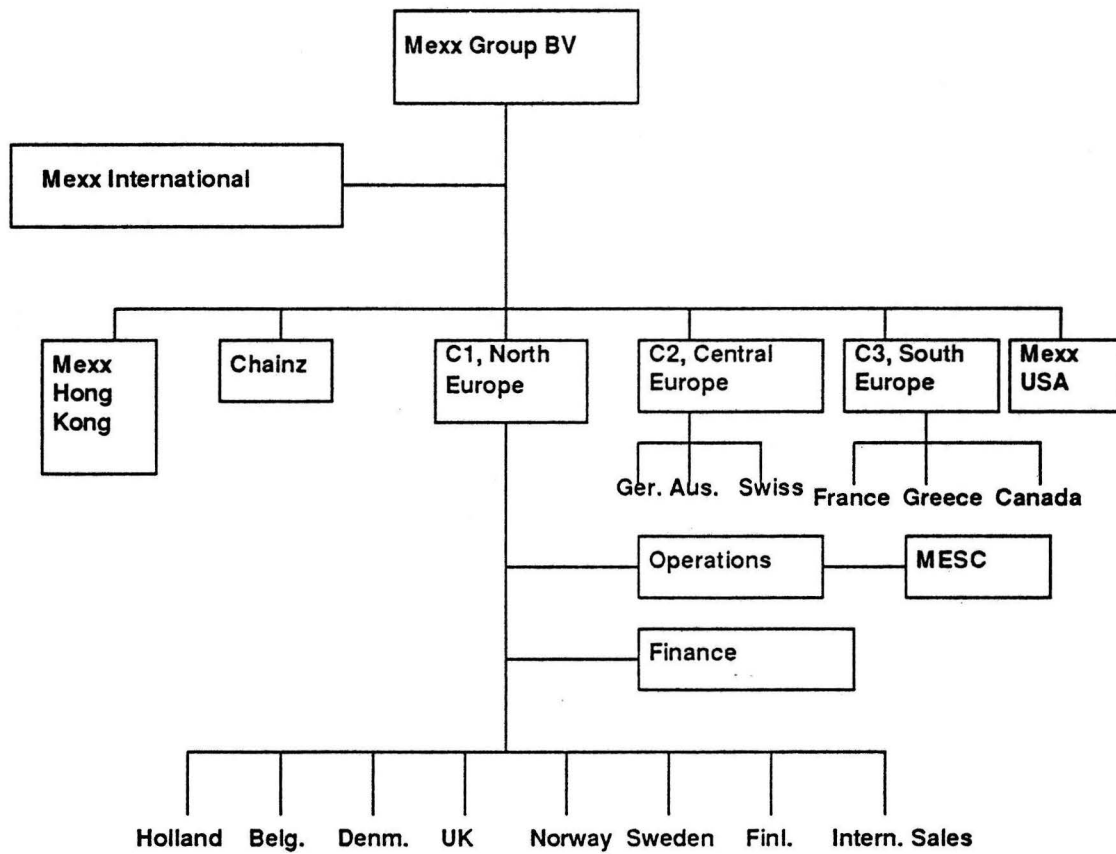 Mexx Group BV
Mexx International
Mexx
Hong
Kong
Chainz
C1, North
Europe
C2, Central
Europe
C3, South
Europe
Mexx
USA
Ger. Aus. Swiss
France Greece Canada
Operations
MESC
Finance
Holland Belg. Denm. UK Norway Sweden Finl. Intern. Sales